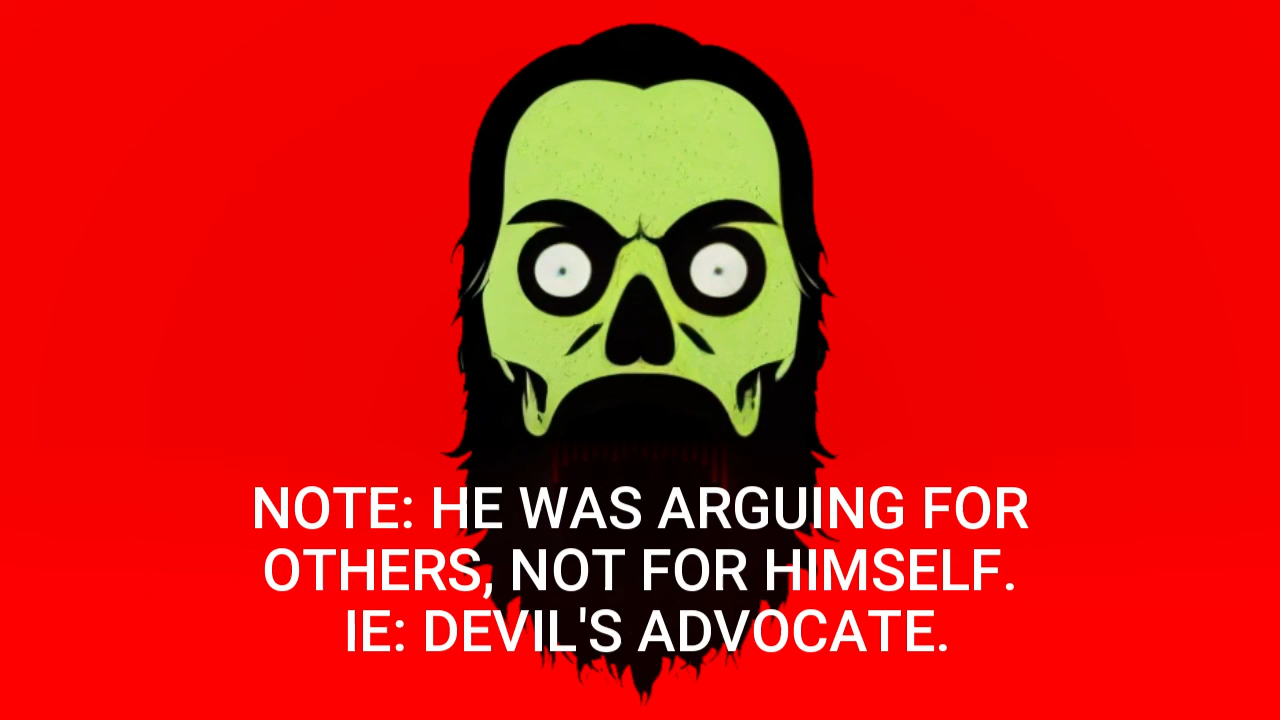 NOTE: HE WAS ARGUING FOR
OTHERS, NOT FOR HIMSELF.
IE: DEVIL'S ADVOCATE.